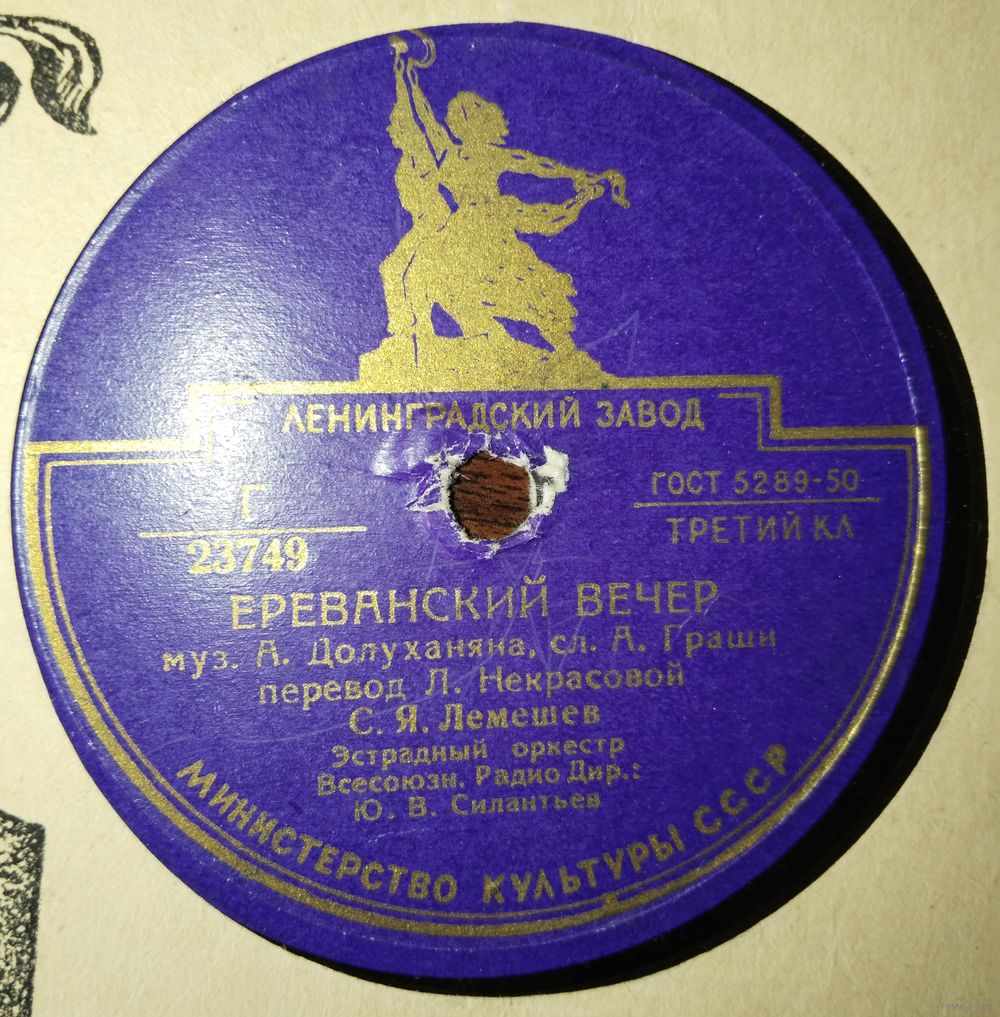 ЛЕНИНГРАДСКИЙ ЗАВОД
Г
23749
ГОСТ 5289-50
ТРЕТИЙ КЛ
ЕРЕВАНСКИЙ ВЕЧЕР
муз. А. Долуханяна, сл. А. Граши
перевод Л. Некрасовой
С. Я. Лемешев
Эстрадный оркестр
Всесоюзн. Радио Дир.:
Ю. В. Силантьев
МИНИСТЕРСТВО КУЛЬТУРЫ СССР